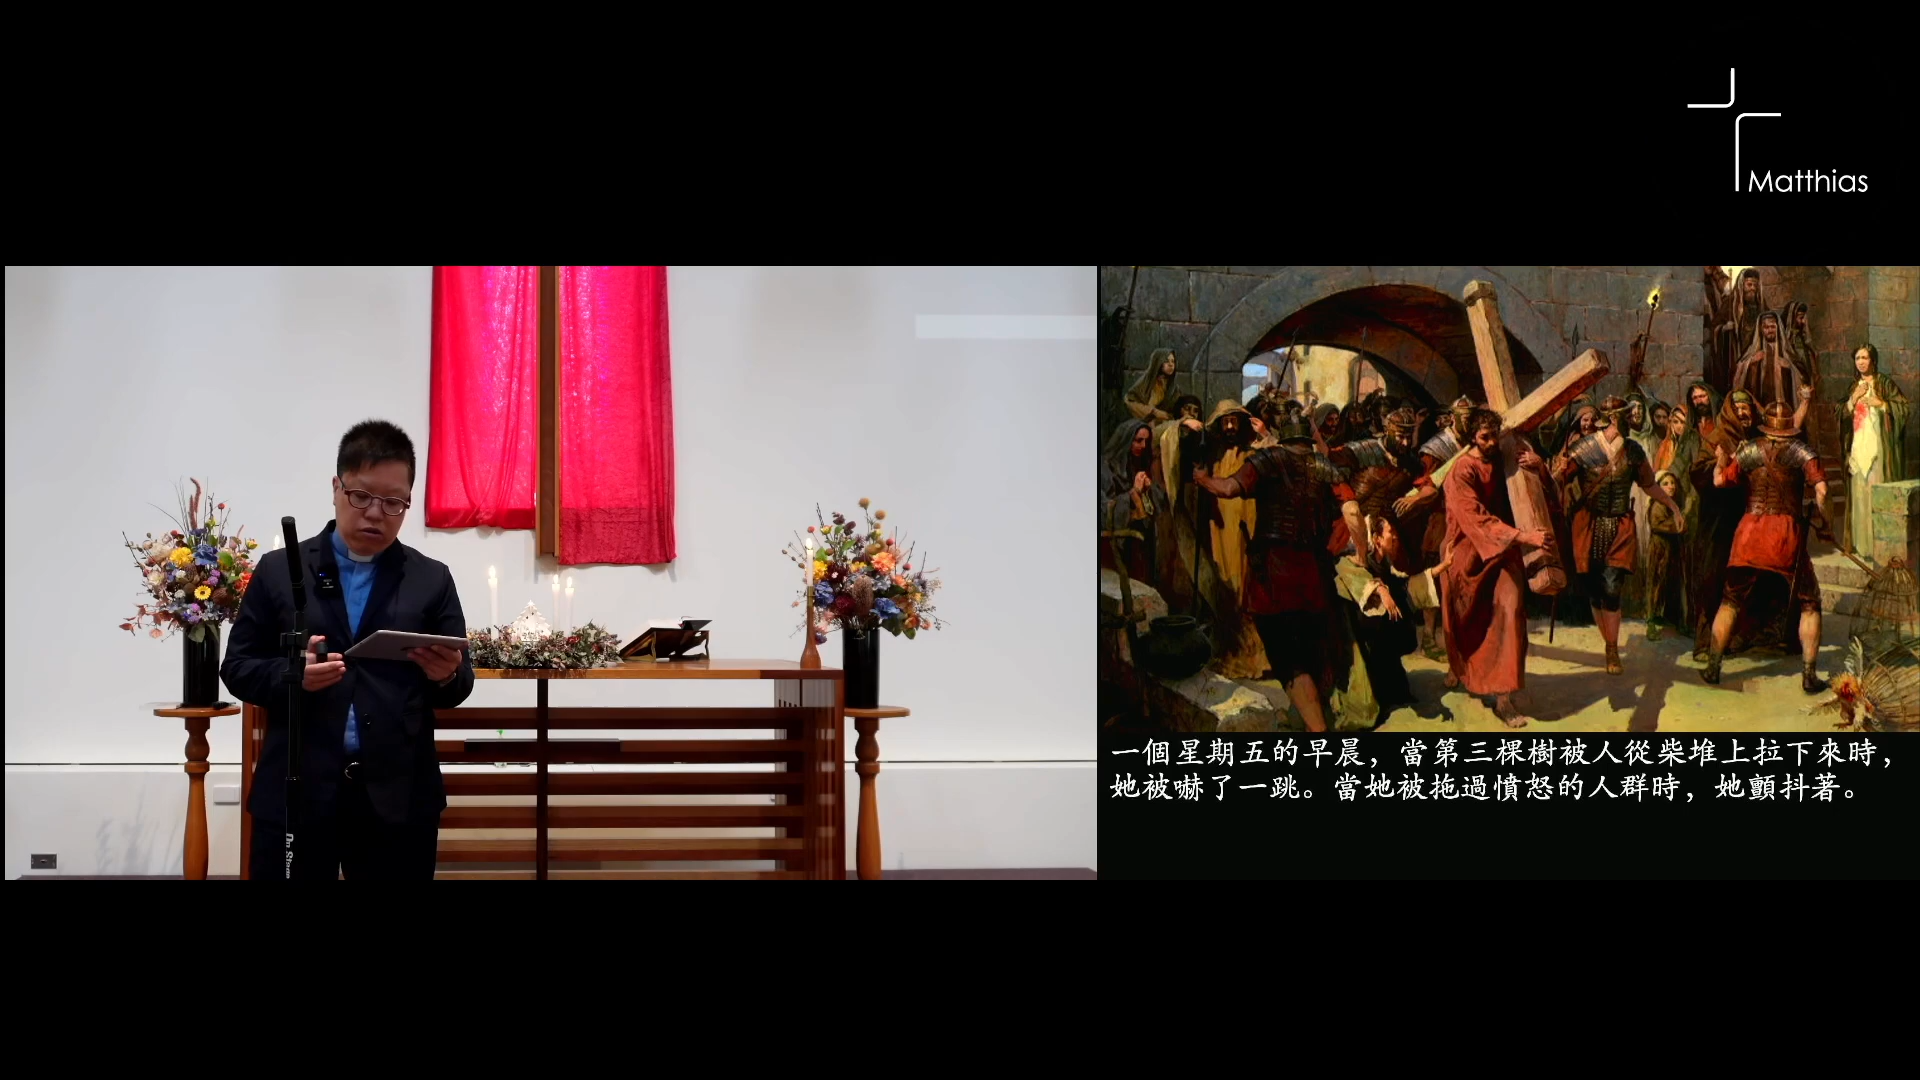 Matthias
一個星期五的早晨，當第三棵樹被人從柴堆上拉下來時，
她被嚇了一跳。當她被拖過憤怒的人群時，她顫抖著。